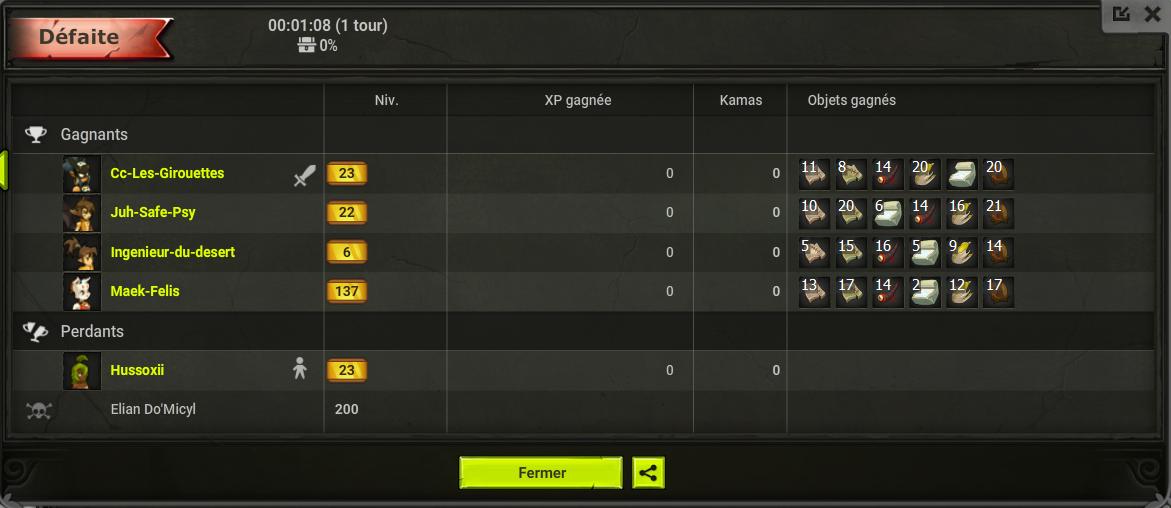 Défaite
00:01:08 (1 tour)
0%
Niv. XP gagnée Kamas Objets gagnés
Gagnants
Cc-Les-Girouettes 23 0 0 11 8 14 20 20
Juh-Safe-Psy 22 0 0 10 20 6 14 16 21
Ingenieur-du-desert 6 0 0 5 15 16 5 9 14
Maek-Felis 137 0 0 13 17 14 2 12 17
Perdants
Hussoxii 23 0 0
Elian Do'Micyl 200
Fermer